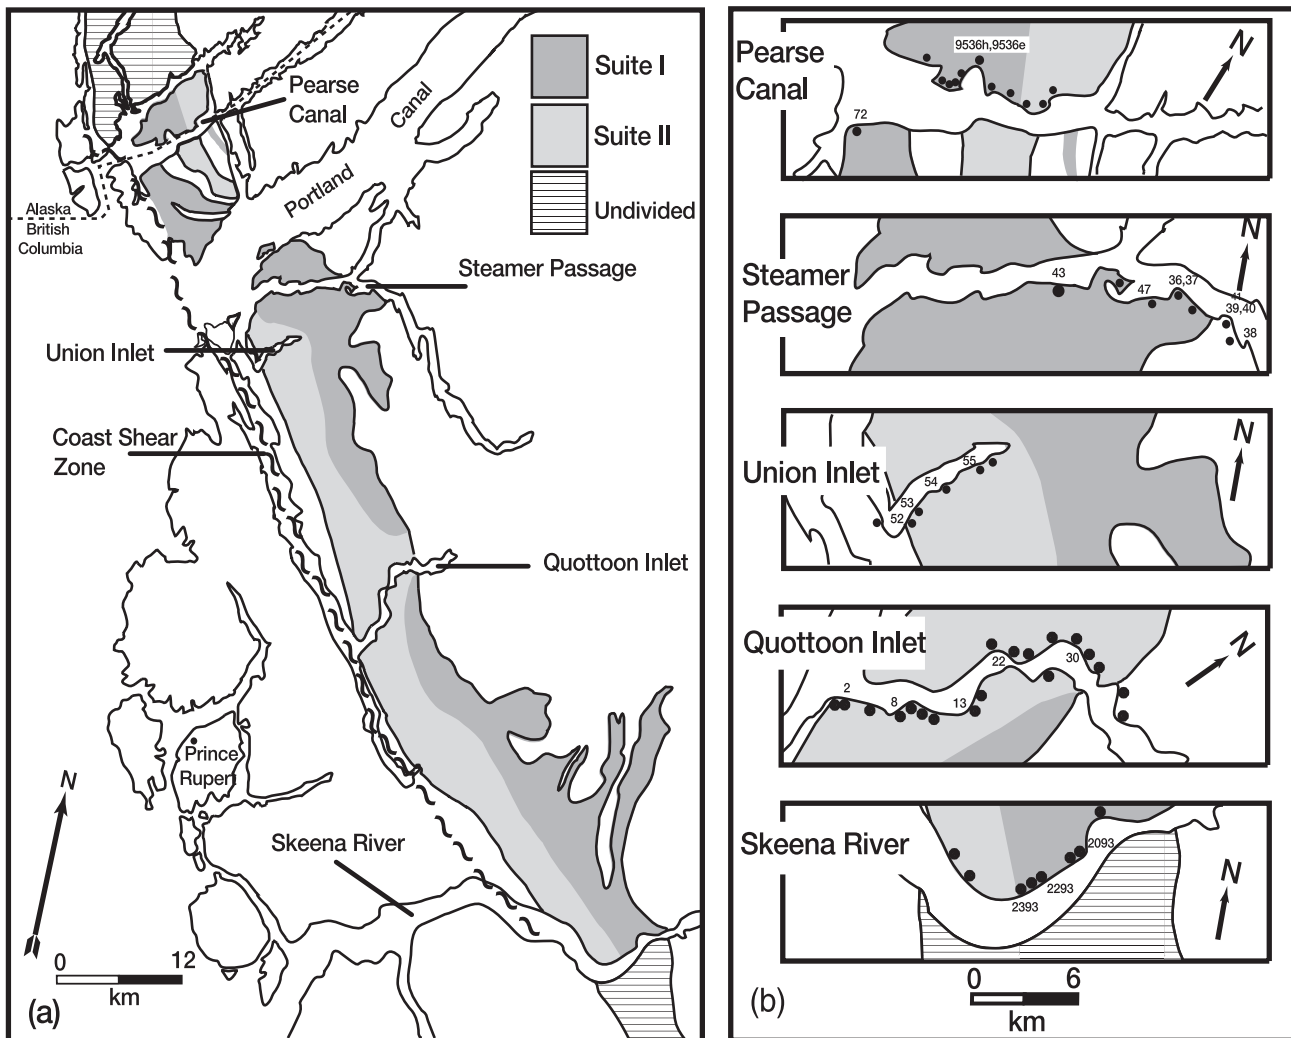 Suite I
Suite II
Undivided
Pearse
Canal
Canal
Portland
Alaska
British
Columbia
Steamer Passage
Union Inlet
Coast Shear
Zone
Quottoon Inlet
Prince
Rupert
N
Skeena River
0 12
km
(a)
Pearse
Canal
9536h,9536e
72
N
Steamer
Passage
43
47
36,37
41
39,40
38
N
Union Inlet
55
54
53
52
N
Quottoon Inlet
2
8
13
22
30
N
Skeena River
2093
2293
2393
N
0 6
km
(b)